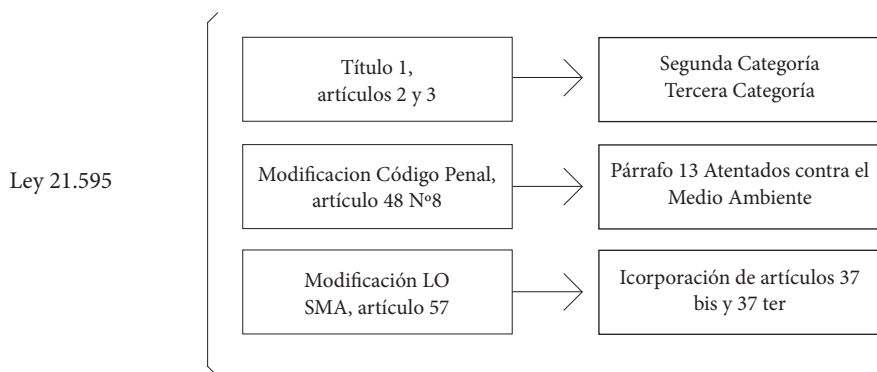 Ley 21.595
Título 1,
artículos 2 y 3
Segunda Categoría
Tercera Categoría
Modificacion Código Penal,
artículo 48 Nº8
Párrafo 13 Atentados contra el
Medio Ambiente
Modificación LO
SMA, artículo 57
Icorporación de artículos 37
bis y 37 ter